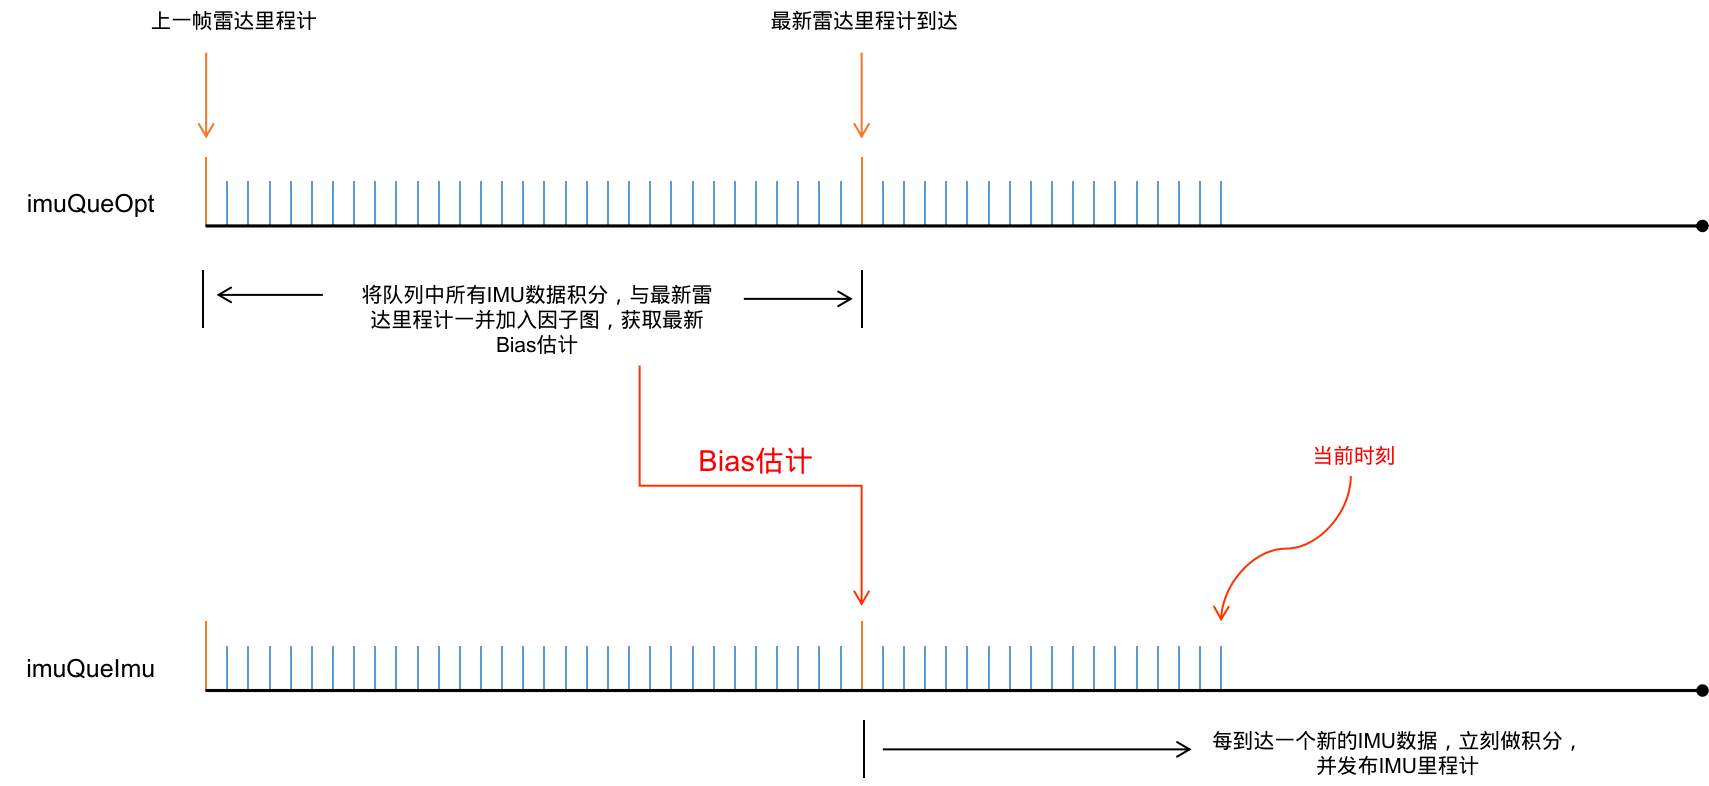 上一帧雷达里程计
最新雷达里程计到达
imuQueOpt
将队列中所有IMU数据积分，与最新雷
达里程计一并加入因子图，获取最新
Bias估计
Bias估计
当前时刻
imuQueImu
每到达一个新的IMU数据，立刻做积分，
并发布IMU里程计